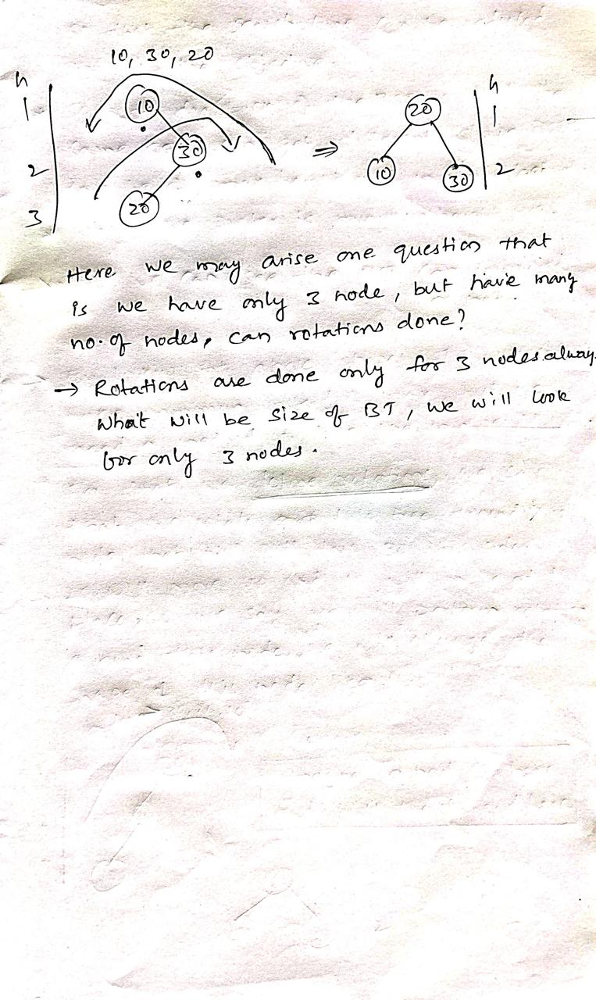 10, 30, 20
h
1
2
3
10
30
20
⇒
20
10
30
h
1
2
Here we may arise one question that
is we have only 3 node, but have many
no. of nodes, can rotations done?
→ Rotations are done only for 3 nodes alway.
What will be size of BT, we will look
for only 3 nodes.